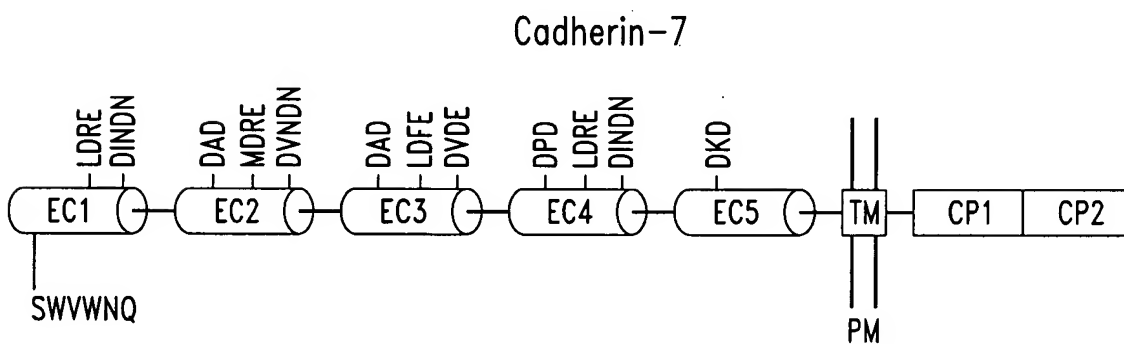 Cadherin-7
LDRE
DINDN
DAD
MDRE
DVNDN
DAD
LDFE
DVDE
DPD
LDRE
DINDN
DKD
EC1
EC2
EC3
EC4
EC5
TM
CP1
CP2
SWVWNQ
PM